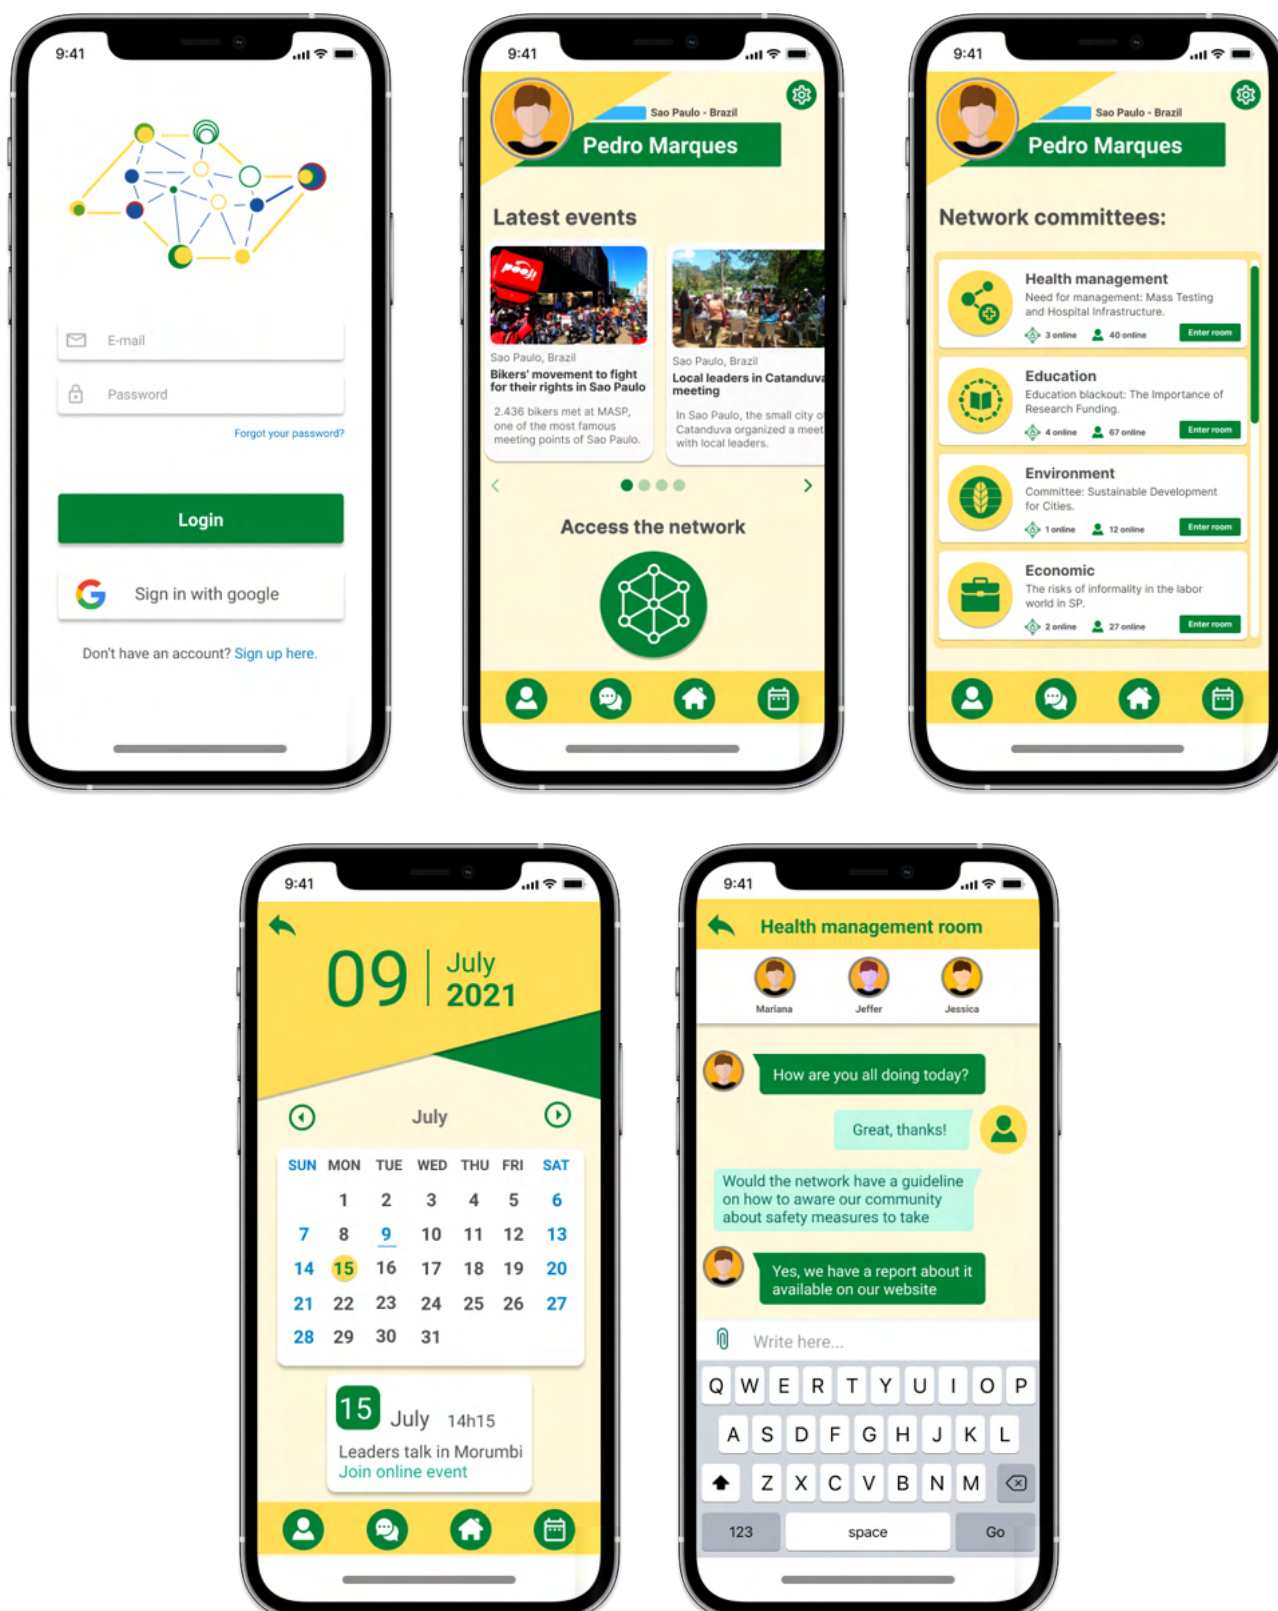 9:41
E-mail
Password
Forgot your password?
Login
Sign in with google
Don't have an account? Sign up here.
9:41
Sao Paulo - Brazil
Pedro Marques
Latest events
Sao Paulo, Brazil
Bikers' movement to fight
for their rights in Sao Paulo
2.436 bikers met at MASP,
one of the most famous
meeting points of Sao Paulo.
Sao Paulo, Brazil
Local leaders in Catanduva
meeting
In Sao Paulo, the small city of
Catanduva organized a meet
with local leaders.
Access the network
9:41
Sao Paulo - Brazil
Pedro Marques
Network committees:
Health management
Need for management: Mass Testing
and Hospital Infrastructure.
3 online 40 online Enter room
Education
Education blackout: The Importance of
Research Funding.
4 online 67 online Enter room
Environment
Committee: Sustainable Development
for Cities.
1 online 12 online Enter room
Economic
The risks of informality in the labor
world in SP.
2 online 27 online Enter room
9:41
09 July
2021
July
SUN MON TUE WED THU FRI SAT
1 2 3 4 5 6
7 8 9 10 11 12 13
14 15 16 17 18 19 20
21 22 23 24 25 26 27
28 29 30 31
15 July 14h15
Leaders talk in Morumbi
Join online event
9:41
Health management room
Mariana Jeffer Jessica
How are you all doing today?
Great, thanks!
Would the network have a guideline
on how to aware our community
about safety measures to take
Yes, we have a report about it
available on our website
Write here...
Q W E R T Y U I O P
A S D F G H J K L
Z X C V B N M
123 space Go